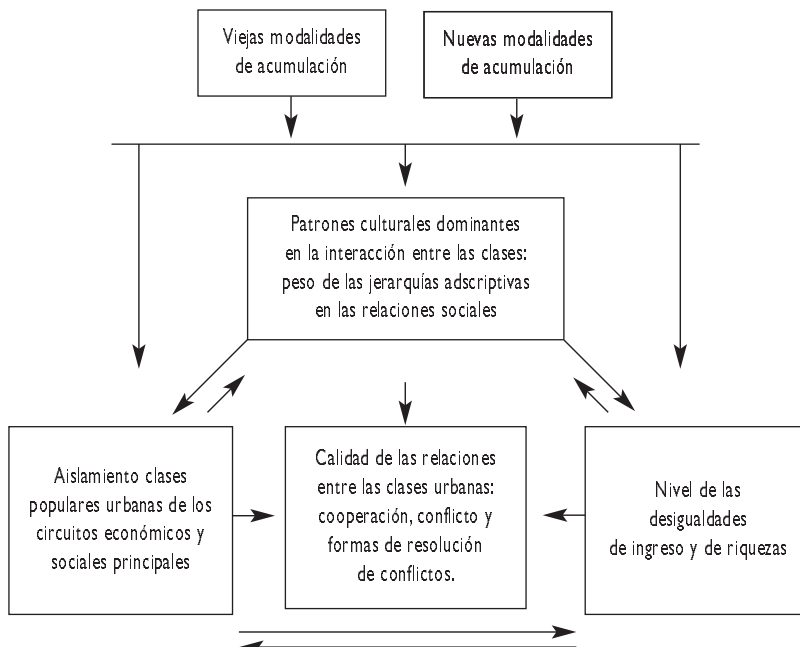 Viejas modalidades
de acumulación
Nuevas modalidades
de acumulación
Patrones culturales dominantes
en la interacción entre las clases:
peso de las jerarquías adscriptivas
en las relaciones sociales
Aislamiento clases
populares urbanas de los
circuitos económicos y
sociales principales
Calidad de las relaciones
entre las clases urbanas:
cooperación, conflicto y
formas de resolución
de conflictos.
Nivel de las
desigualdades
de ingreso y de riquezas